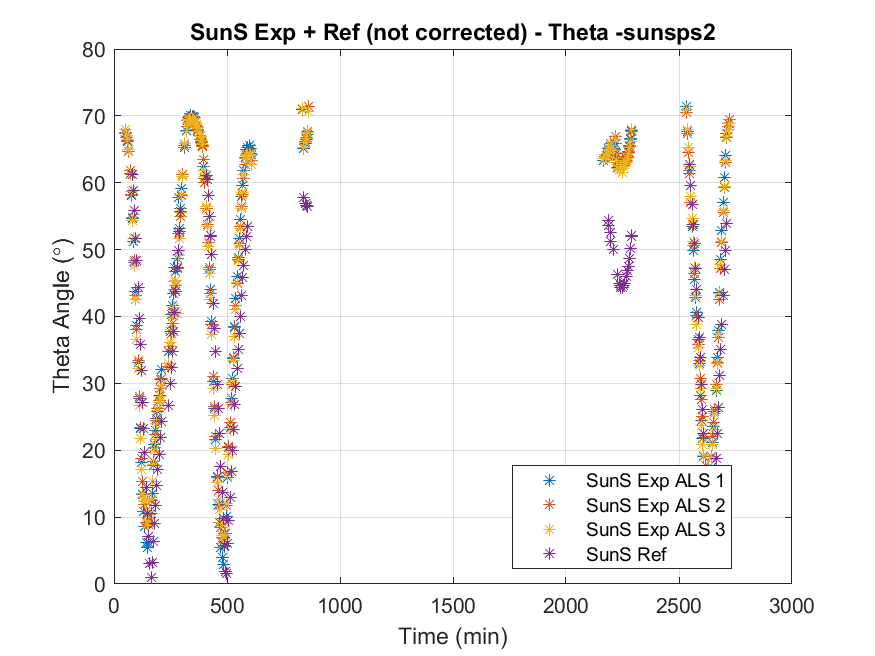 SunS Exp + Ref (not corrected) - Theta -sunsps2
80
70
60
50
40
30
20
10
0
Theta Angle (°)
0 500 1000 1500 2000 2500 3000
Time (min)
SunS Exp ALS 1
SunS Exp ALS 2
SunS Exp ALS 3
SunS Ref